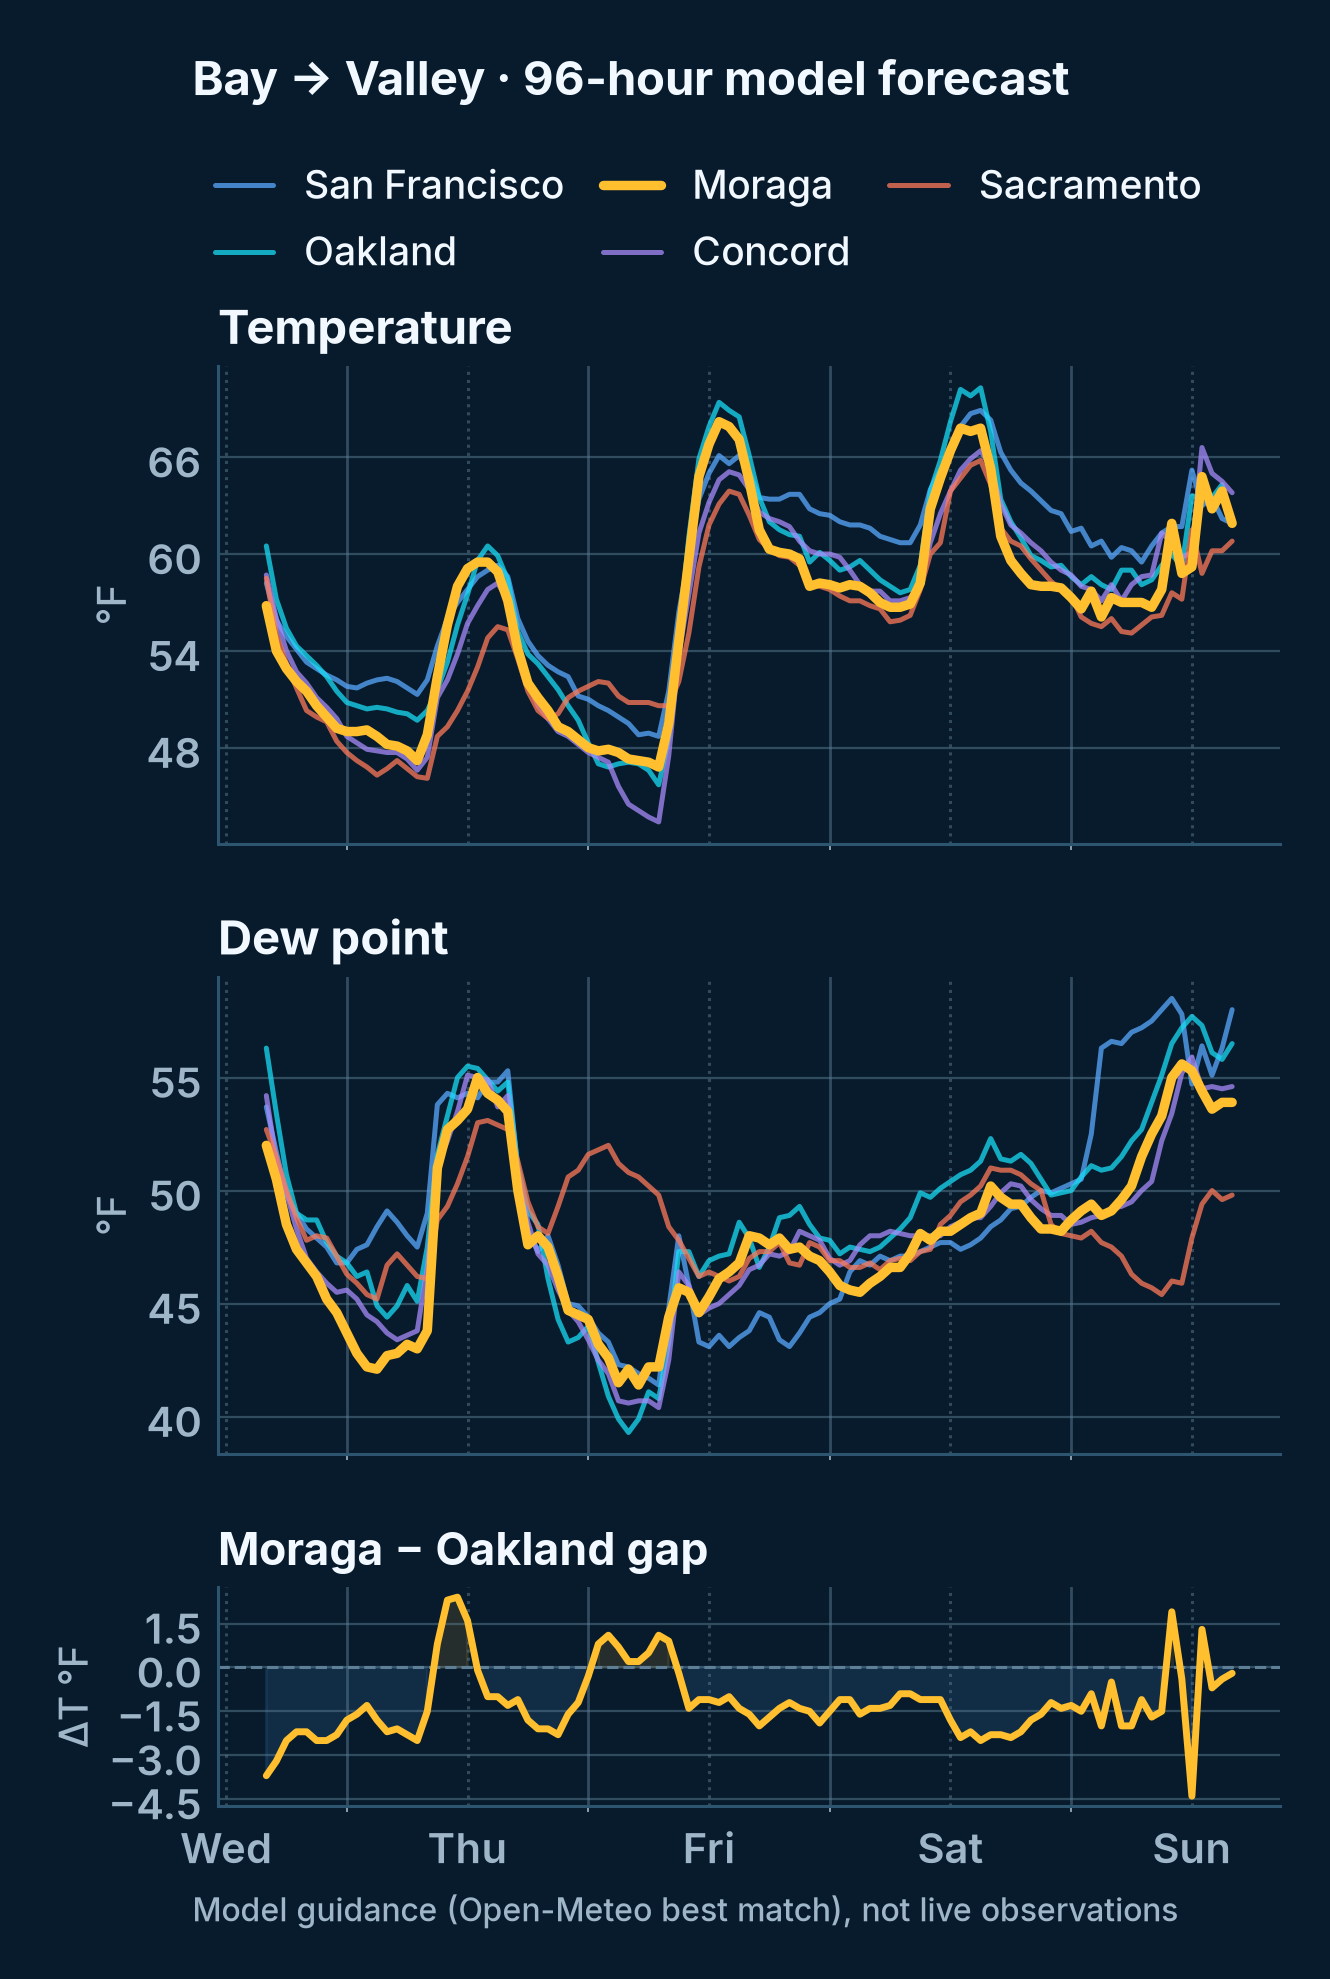 Bay → Valley · 96-hour model forecast
San Francisco Moraga Sacramento
Oakland Concord
Temperature
66
60
54
48
°F
Dew point
55
50
45
40
°F
Moraga − Oakland gap
1.5
0.0
−1.5
−3.0
−4.5
ΔT °F
Wed Thu Fri Sat Sun
Model guidance (Open-Meteo best match), not live observations